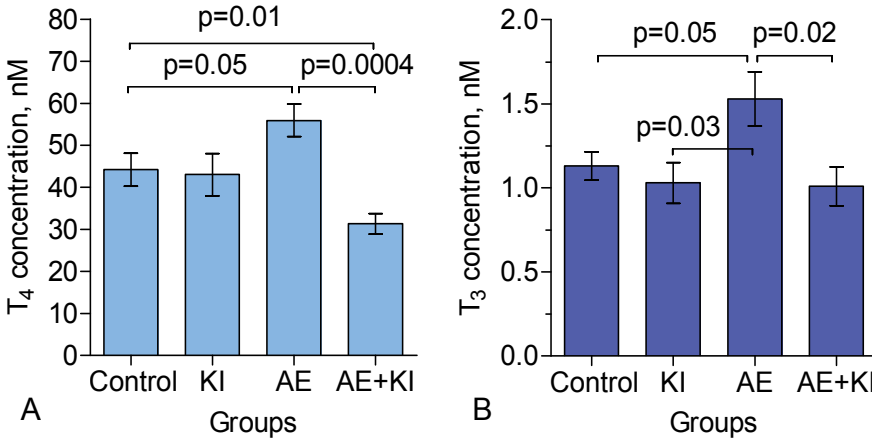 80
70
60
50
40
30
20
10
0
T4 concentration, nM
p=0.01
p=0.05
p=0.0004
Control
KI
AE
AE+KI
Groups
A
2.0
1.5
1.0
0.5
0.0
T3 concentration, nM
p=0.05
p=0.02
p=0.03
Control
KI
AE
AE+KI
Groups
B